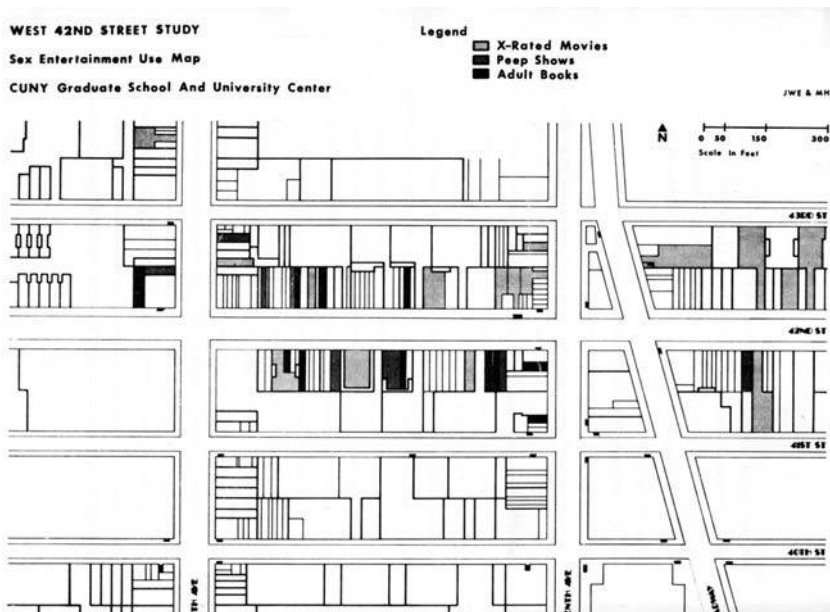 WEST 42ND STREET STUDY
Sex Entertainment Use Map
CUNY Graduate School And University Center
Legend
X-Rated Movies
Peep Shows
Adult Books
JWE & MH
N
0 50 150 300
Scale in Feet
43RD ST
42ND ST
41ST ST
40TH ST
TH AVE